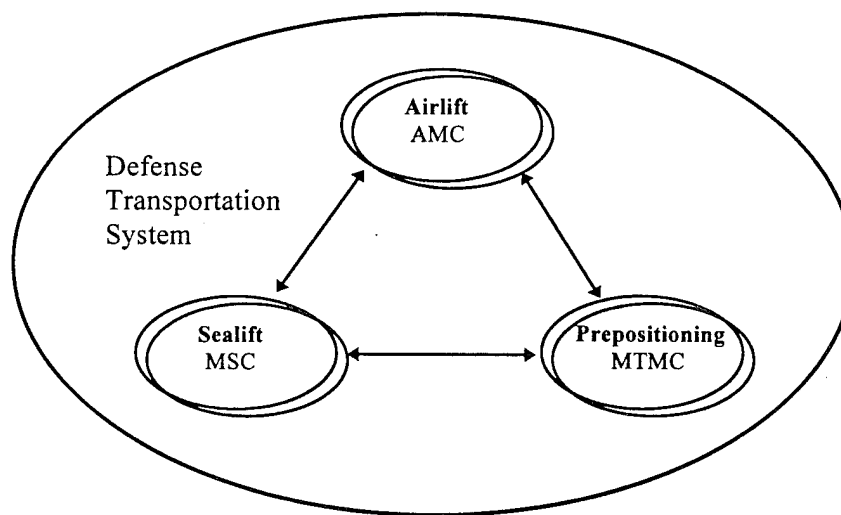 Airlift
AMC
Defense
Transportation
System
Sealift
MSC
Prepositioning
MTMC